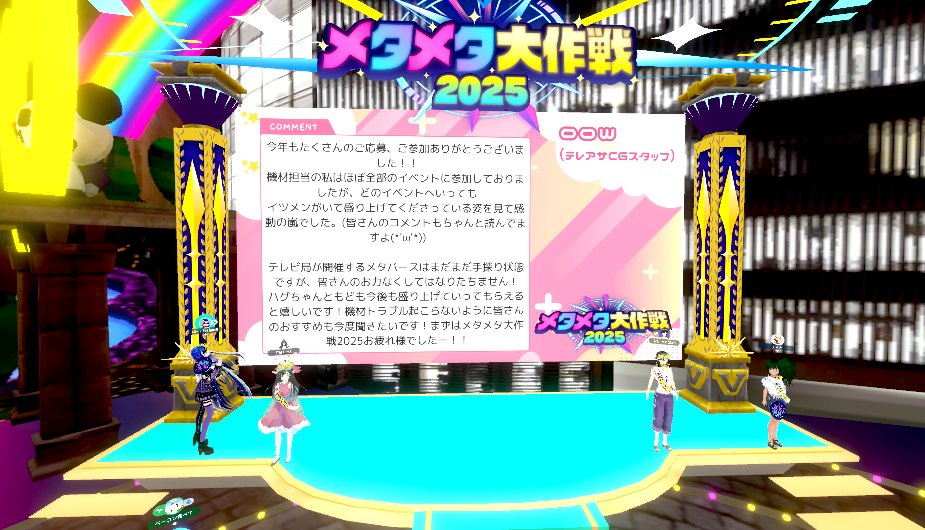 メタメタ大作戦
2025
COMMENT
今年もたくさんのご応募、ご参加ありがとうございま
した！！
機材担当の私はほぼ全部のイベントに参加しておりま
したが、どのイベントへいっても
イツメンがいて盛り上げてくださっている姿を見て感
動の嵐でした。(皆さんのコメントもちゃんと読んでま
すよ(*'ω'*))
テレビ局が開催するメタバースはまだまだ手探り状態
ですが、皆さんのお力なくしてはなりたちません！
ハグちゃんともども今後も盛り上げていってもらえる
と嬉しいです！機材トラブル起こらないように皆さん
のおすすめも今度聞きたいです！まずはメタメタ大作
戦2025お疲れ様でしたー！！
OOW
(テレアサCGスタッフ)
メタメタ大作戦
2025